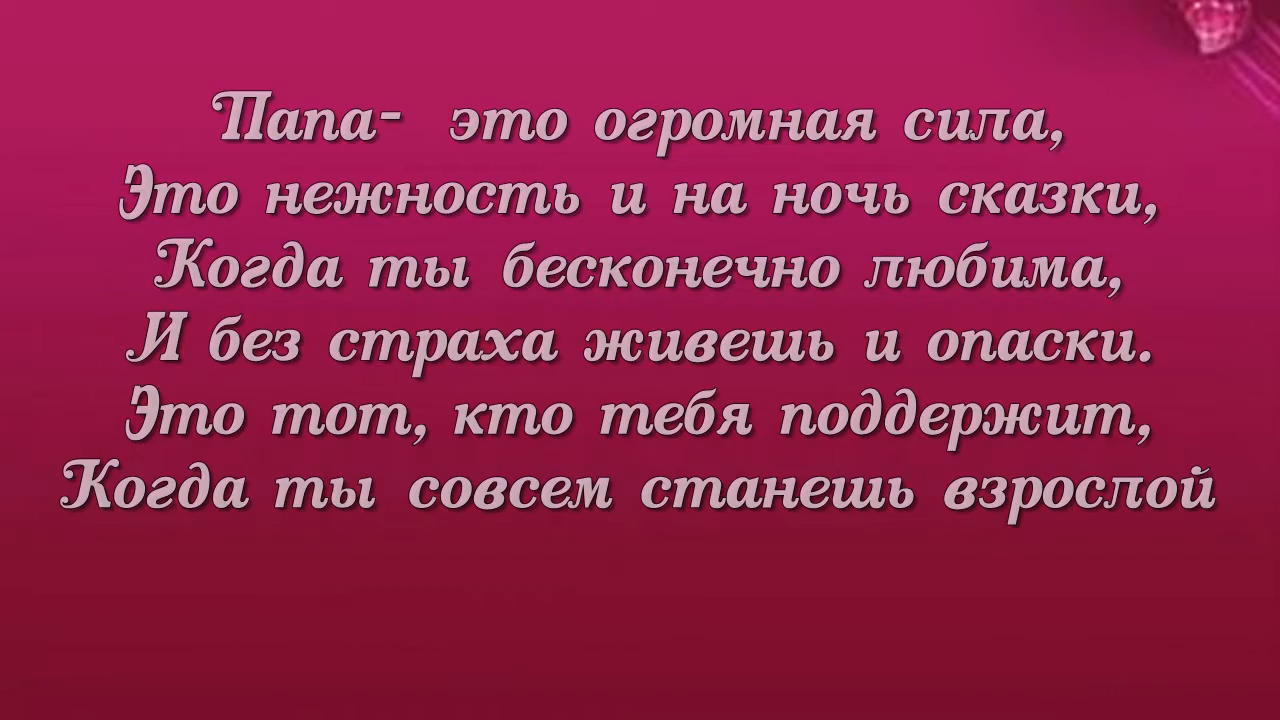 Папа- это огромная сила,
Это нежность и на ночь сказки,
Когда ты бесконечно любима,
И без страха живешь и опаски.
Это тот, кто тебя поддержит,
Когда ты совсем станешь взрослой